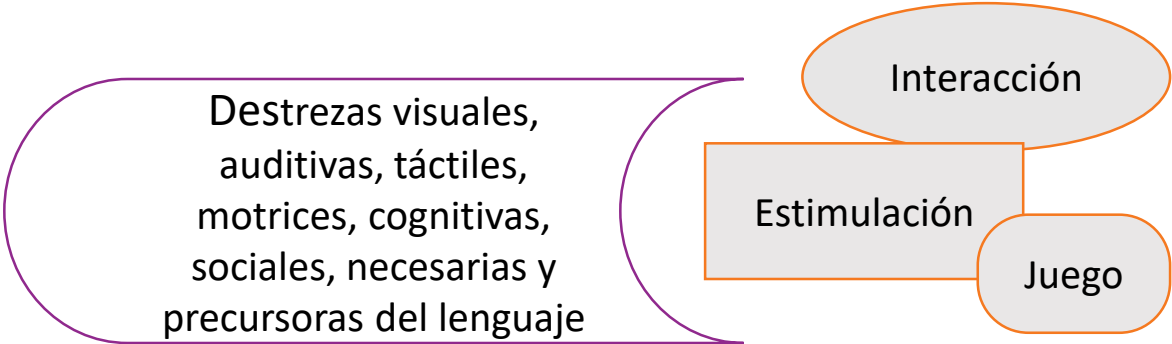 Destrezas visuales,
auditivas, táctiles,
motrices, cognitivas,
sociales, necesarias y
precursoras del lenguaje
Interacción
Estimulación
Juego